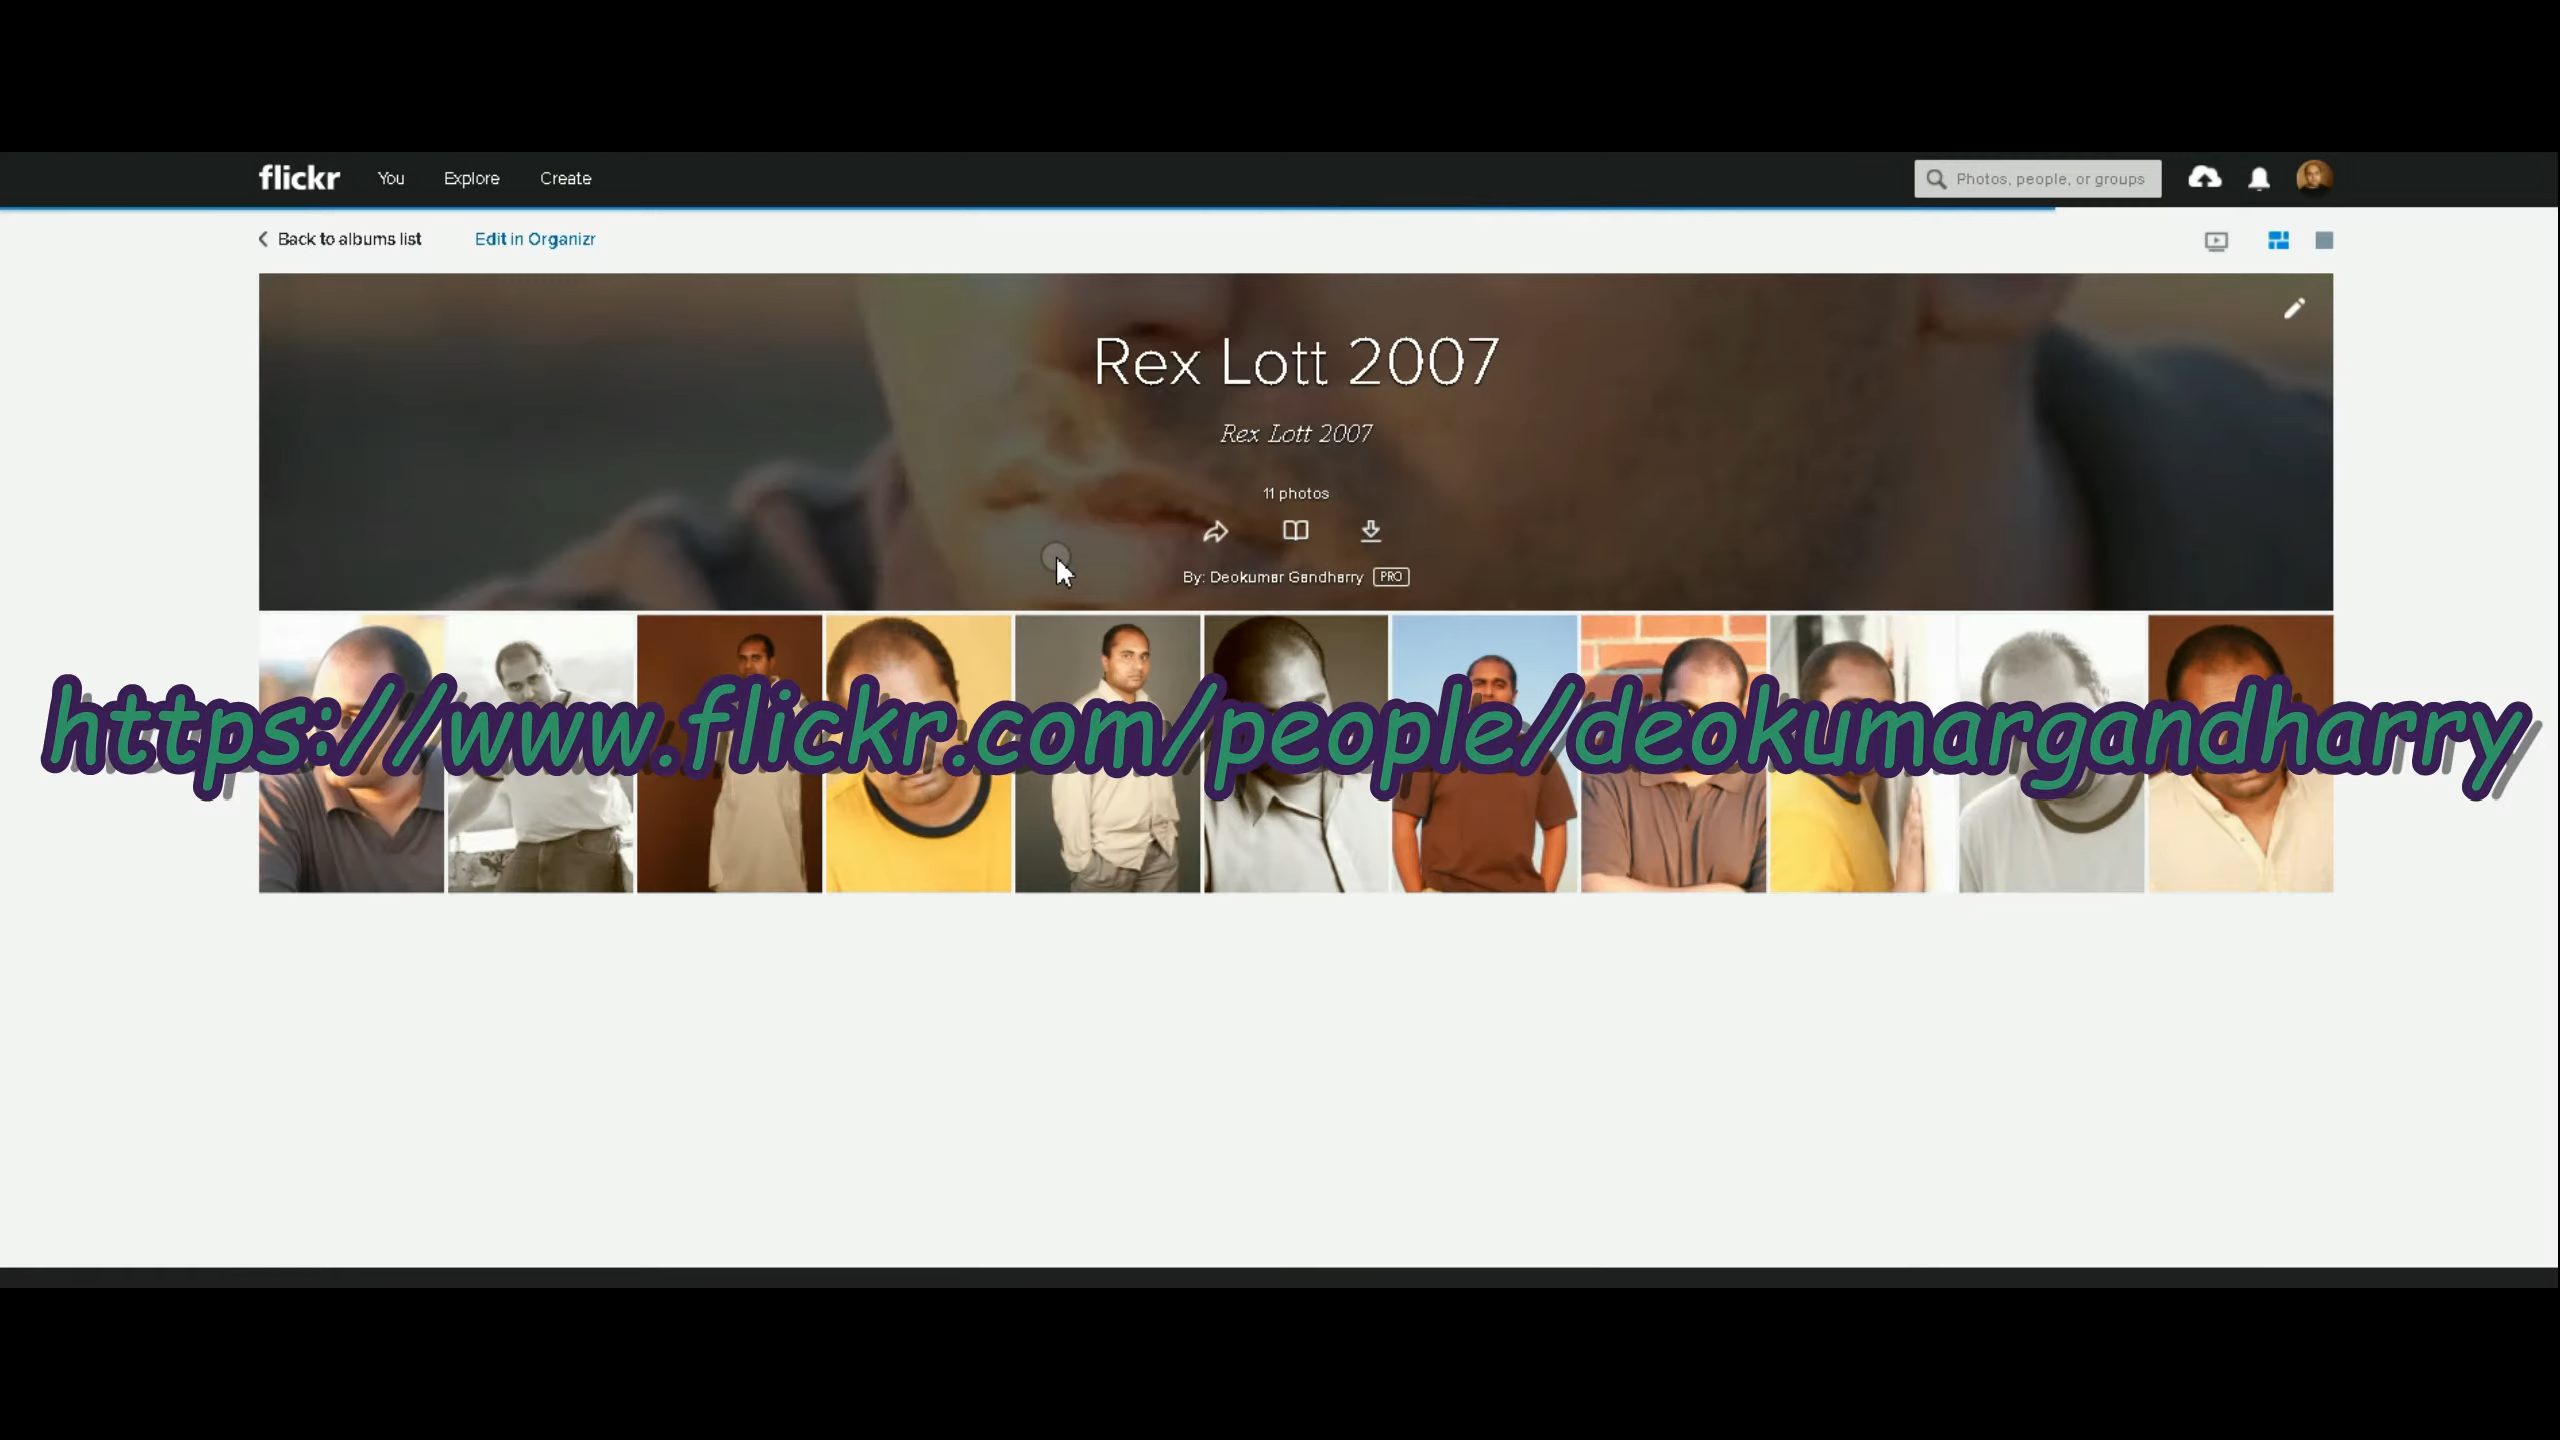 flickr You Explore Create Photos, people, or groups
Back to albums list Edit in Organizr
Rex Lott 2007
Rex Lott 2007
11 photos
By: Deokumar Gandharry PRO
https://www.flickr.com/people/deokumargandharry